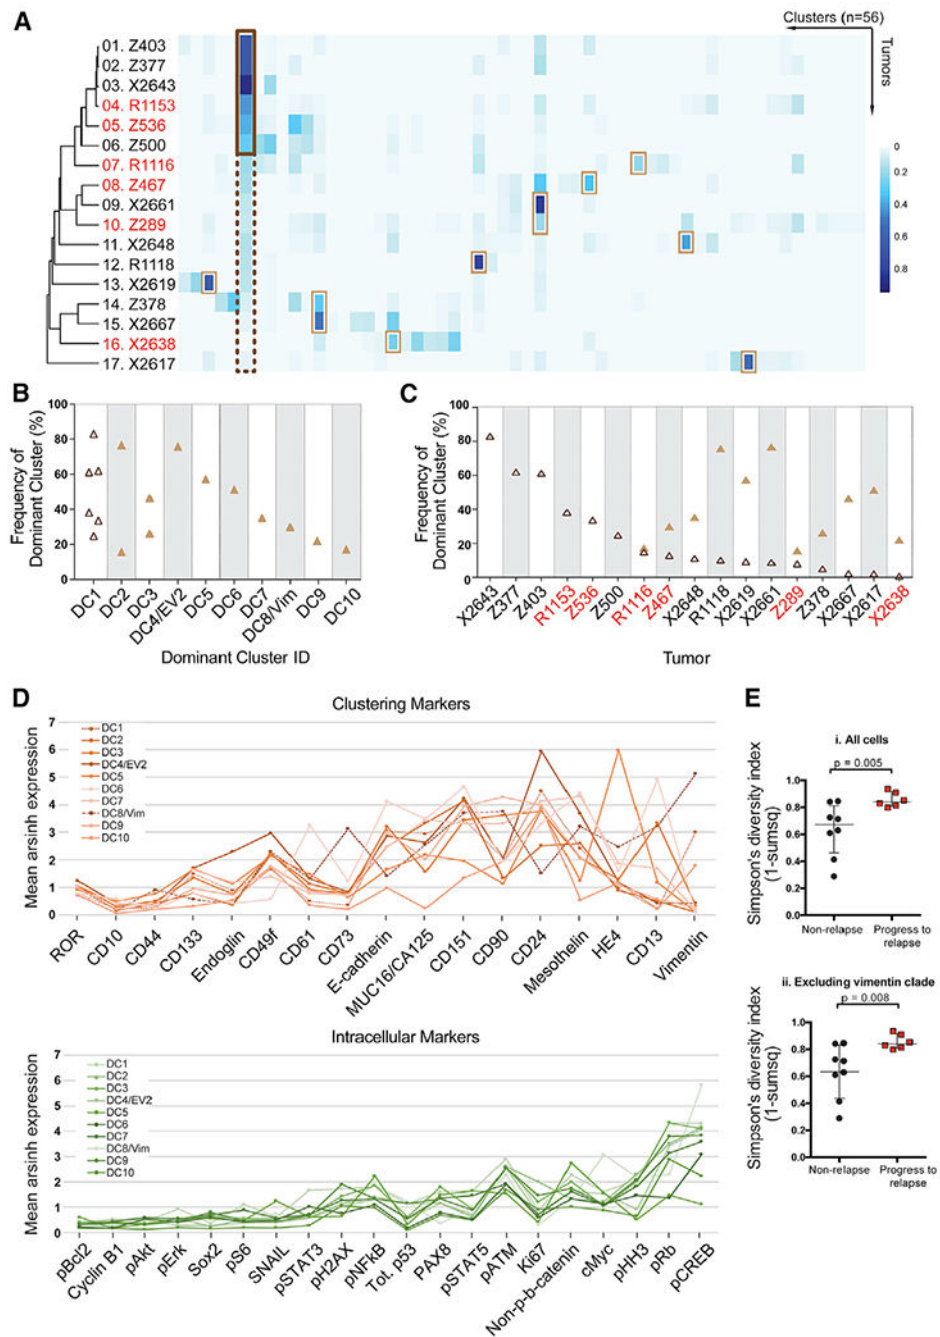 A
Clusters (n=56)
Tumors
01. Z403
02. Z377
03. X2643
04. R1153
05. Z536
06. Z500
07. R1116
08. Z467
09. X2661
10. Z289
11. X2648
12. R1118
13. X2619
14. Z378
15. X2667
16. X2638
17. X2617
0
0.2
0.4
0.6
0.8
B
Frequency of
Dominant Cluster (%)
100
80
60
40
20
0
DC1
DC2
DC3
DC4/EV2
DC5
DC6
DC7
DC8/Vim
DC9
DC10
Dominant Cluster ID
C
Frequency of
Dominant Cluster (%)
100
80
60
40
20
0
X2643
Z377
Z403
R1153
Z536
Z500
R1116
Z467
X2648
R1118
X2619
X2661
Z289
Z378
X2667
X2617
X2638
Tumor
D
Clustering Markers
Mean arsinh expression
7
6
5
4
3
2
1
0
DC1
DC2
DC3
DC4/EV2
DC5
DC6
DC7
DC8/Vim
DC9
DC10
ROR
CD10
CD44
CD133
Endoglin
CD49f
CD61
CD73
E-cadherin
MUC16/CA125
CD151
CD90
CD24
Mesothelin
HE4
CD13
Vimentin
Intracellular Markers
Mean arsinh expression
7
6
5
4
3
2
1
0
DC1
DC2
DC3
DC4/EV2
DC5
DC6
DC7
DC8/Vim
DC9
DC10
pBcl2
Cyclin B1
pAkt
pErk
Sox2
pS6
SNAIL
pSTAT3
pH2AX
pNFkB
Tot. p53
PAX8
pSTAT5
pATM
Ki67
Non-p-b-catenin
cMyc
pHH3
pRb
pCREB
E
i. All cells
p = 0.005
Simpson's diversity index
(1-sumsq)
1.0
0.8
0.6
0.4
0.2
0.0
Non-relapse
Progress to
relapse
ii. Excluding vimentin clade
p = 0.008
Simpson's diversity index
(1-sumsq)
1.0
0.8
0.6
0.4
0.2
0.0
Non-relapse
Progress to
relapse